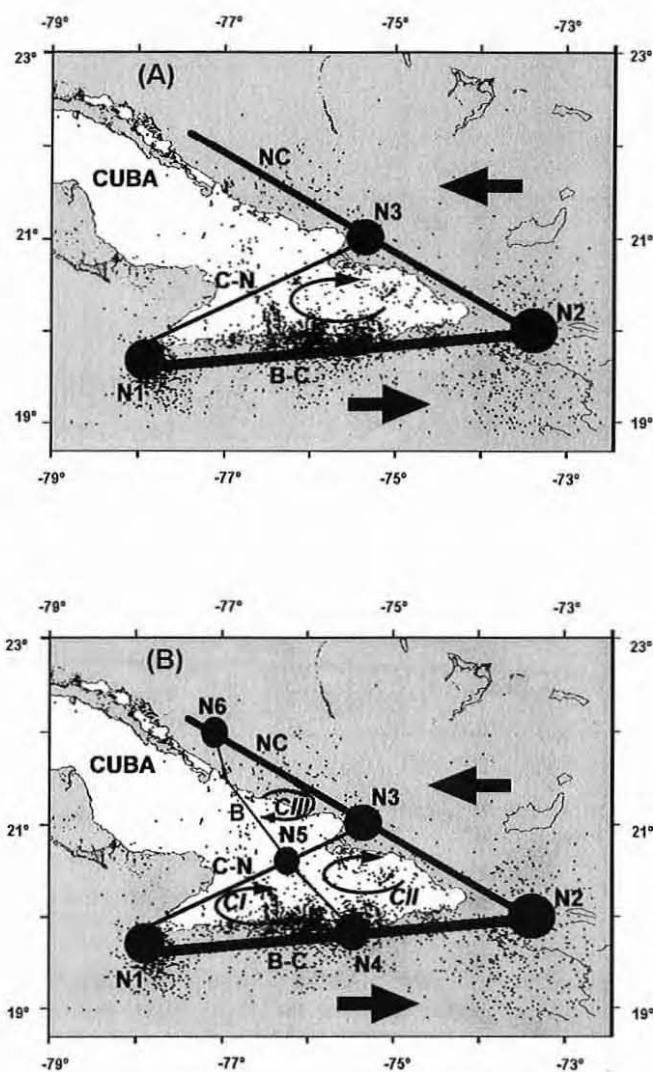 -79° -77° -75° -73°
23° 23°
(A)
CUBA
NC
N3
21° 21°
C-N
N2
N1
B-C
19° 19°
-79° -77° -75° -73°
-79° -77° -75° -73°
23° 23°
(B)
N6
NC
CUBA
N3
CIII
B
21° 21°
N5
C-N
CI
CII
N2
N1
B-C
N4
19° 19°
-79° -77° -75° -73°